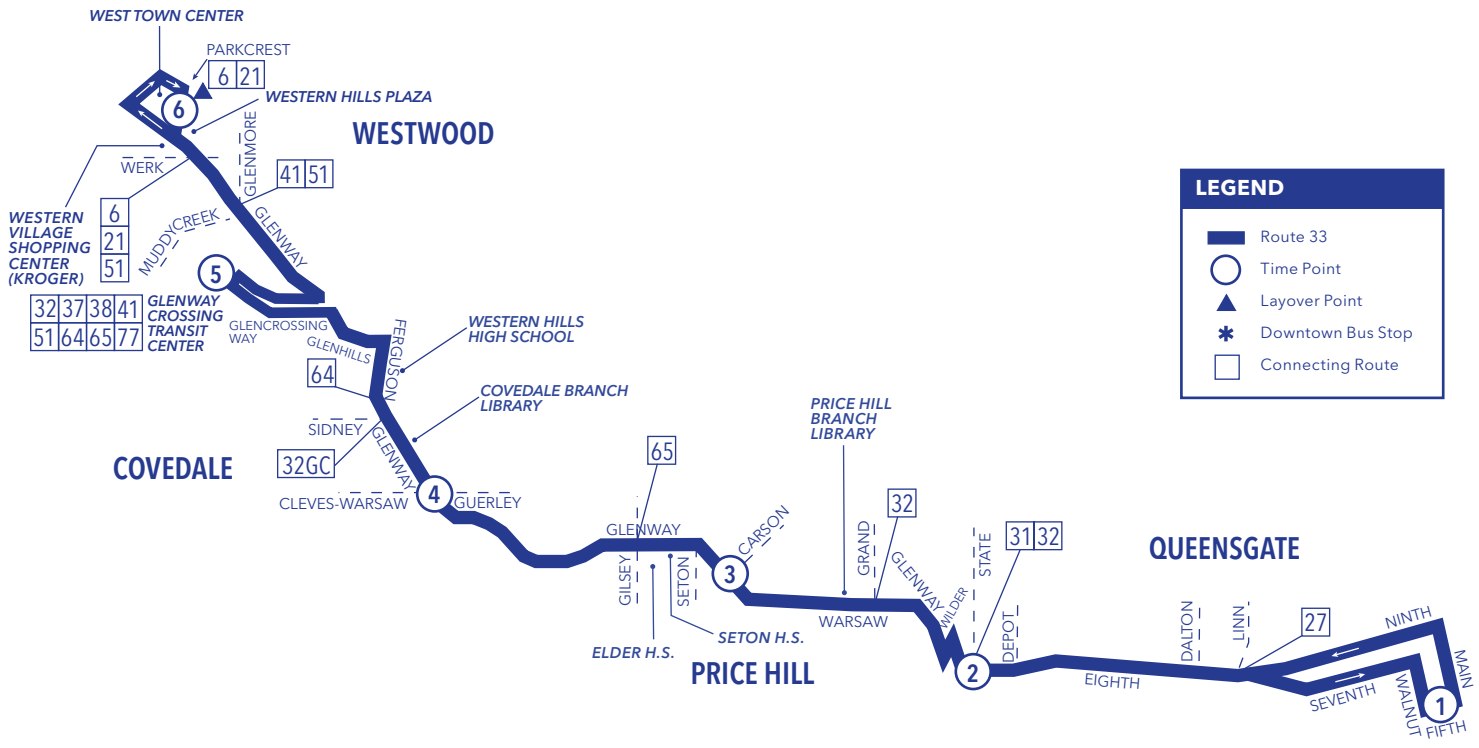 WEST TOWN CENTER
PARKCREST
6 21
6
WESTERN HILLS PLAZA
WESTWOOD
GLENMORE
WERK
41 51
WESTERN
VILLAGE
SHOPPING
CENTER
(KROGER)
6
21
51
MUDDYCREEK
GLENWAY
5
32 37 38 41
51 64 65 77
GLENWAY
CROSSING
TRANSIT
CENTER
GLENCROSSING
WAY
GLENHILLS
FERGUSON
WESTERN HILLS
HIGH SCHOOL
64
COVEDALE BRANCH
LIBRARY
SIDNEY
GLENWAY
32GC
COVEDALE
CLEVES-WARSAW
4
GUERLEY
65
GLENWAY
GILSEY
SETON
ELDER H.S.
SETON H.S.
3
CARSON
PRICE HILL
BRANCH
LIBRARY
GRAND
32
WARSAW
GLENWAY
WILDER
PRICE HILL
STATE
31 32
2
DEPOT
EIGHTH
QUEENSGATE
DALTON
LINN
27
NINTH
SEVENTH
MAIN
WALNUT
1
FIFTH
LEGEND
Route 33
Time Point
Layover Point
Downtown Bus Stop
Connecting Route